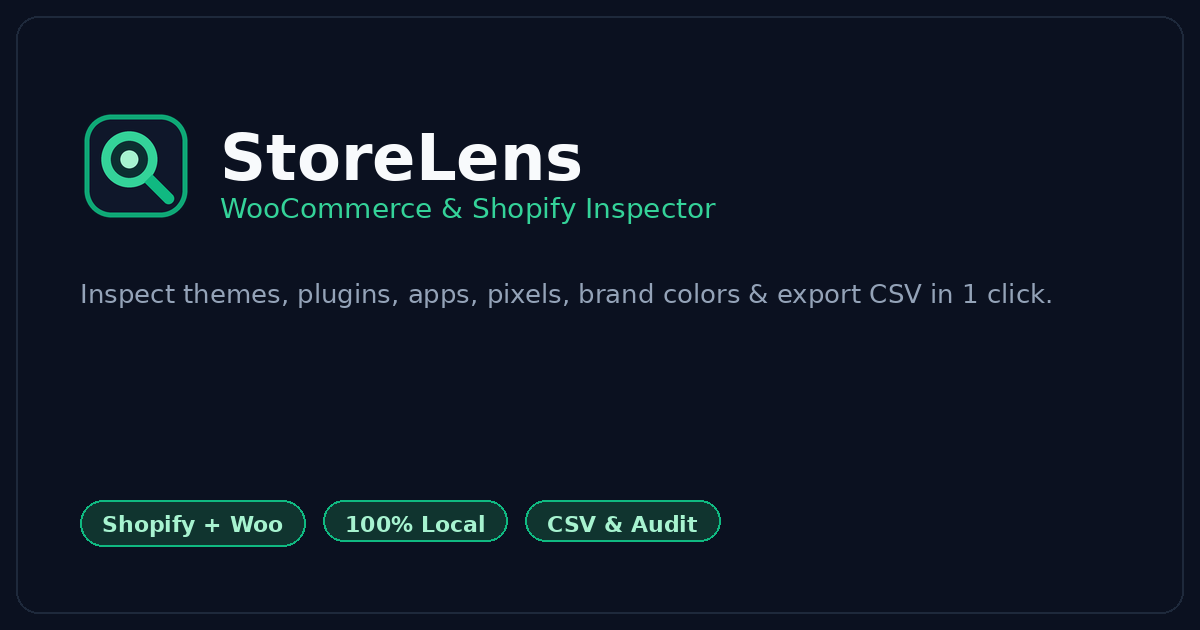 StoreLens
WooCommerce & Shopify Inspector
Inspect themes, plugins, apps, pixels, brand colors & export CSV in 1 click.
Shopify + Woo
100% Local
CSV & Audit